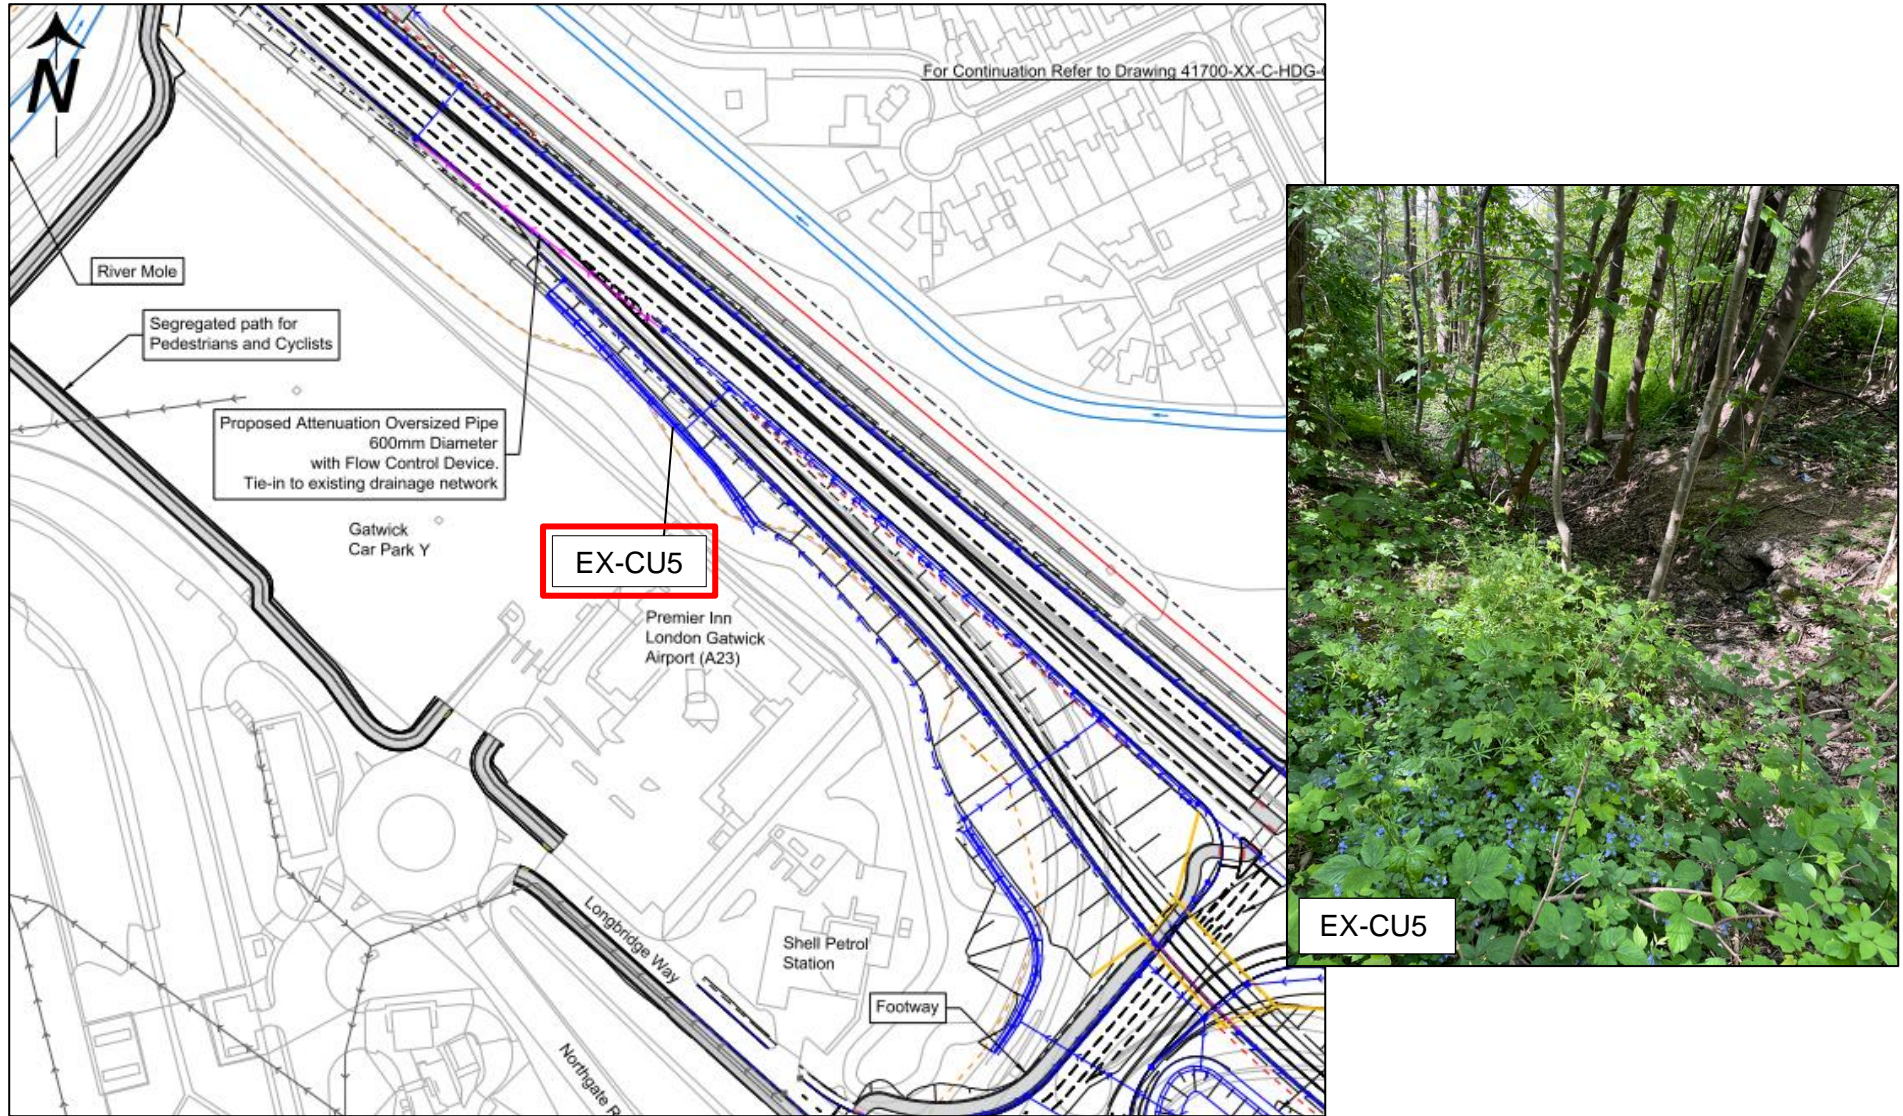 N
For Continuation Refer to Drawing 41700-XX-C-HDG-
River Mole
Segregated path for
Pedestrians and Cyclists
Proposed Attenuation Oversized Pipe
600mm Diameter
with Flow Control Device.
Tie-in to existing drainage network
Gatwick
Car Park Y
EX-CU5
Premier Inn
London Gatwick
Airport (A23)
Longbridge Way
Shell Petrol
Station
Footway
Northgate R
EX-CU5